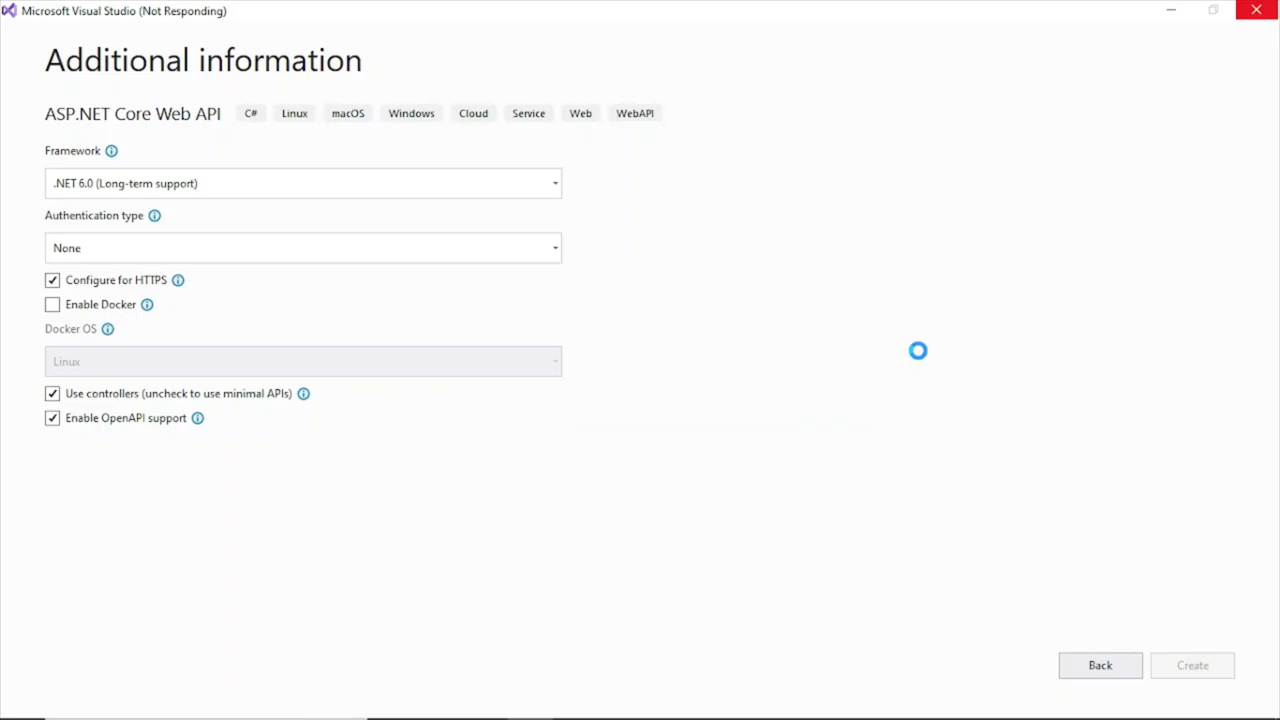 Microsoft Visual Studio (Not Responding)
Additional information
ASP.NET Core Web API C# Linux macOS Windows Cloud Service Web WebAPI
Framework
.NET 6.0 (Long-term support)
Authentication type
None
Configure for HTTPS
Enable Docker
Docker OS
Linux
Use controllers (uncheck to use minimal APIs)
Enable OpenAPI support
Back Create